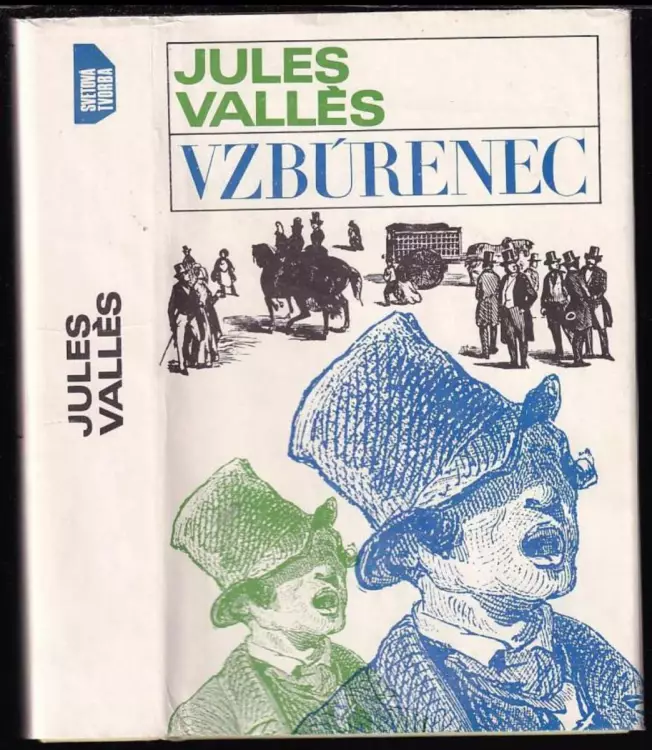 SVETOVÁ
TVORBA
JULES
VALLÈS
JULES
VALLÈS
VZBÚRENEC